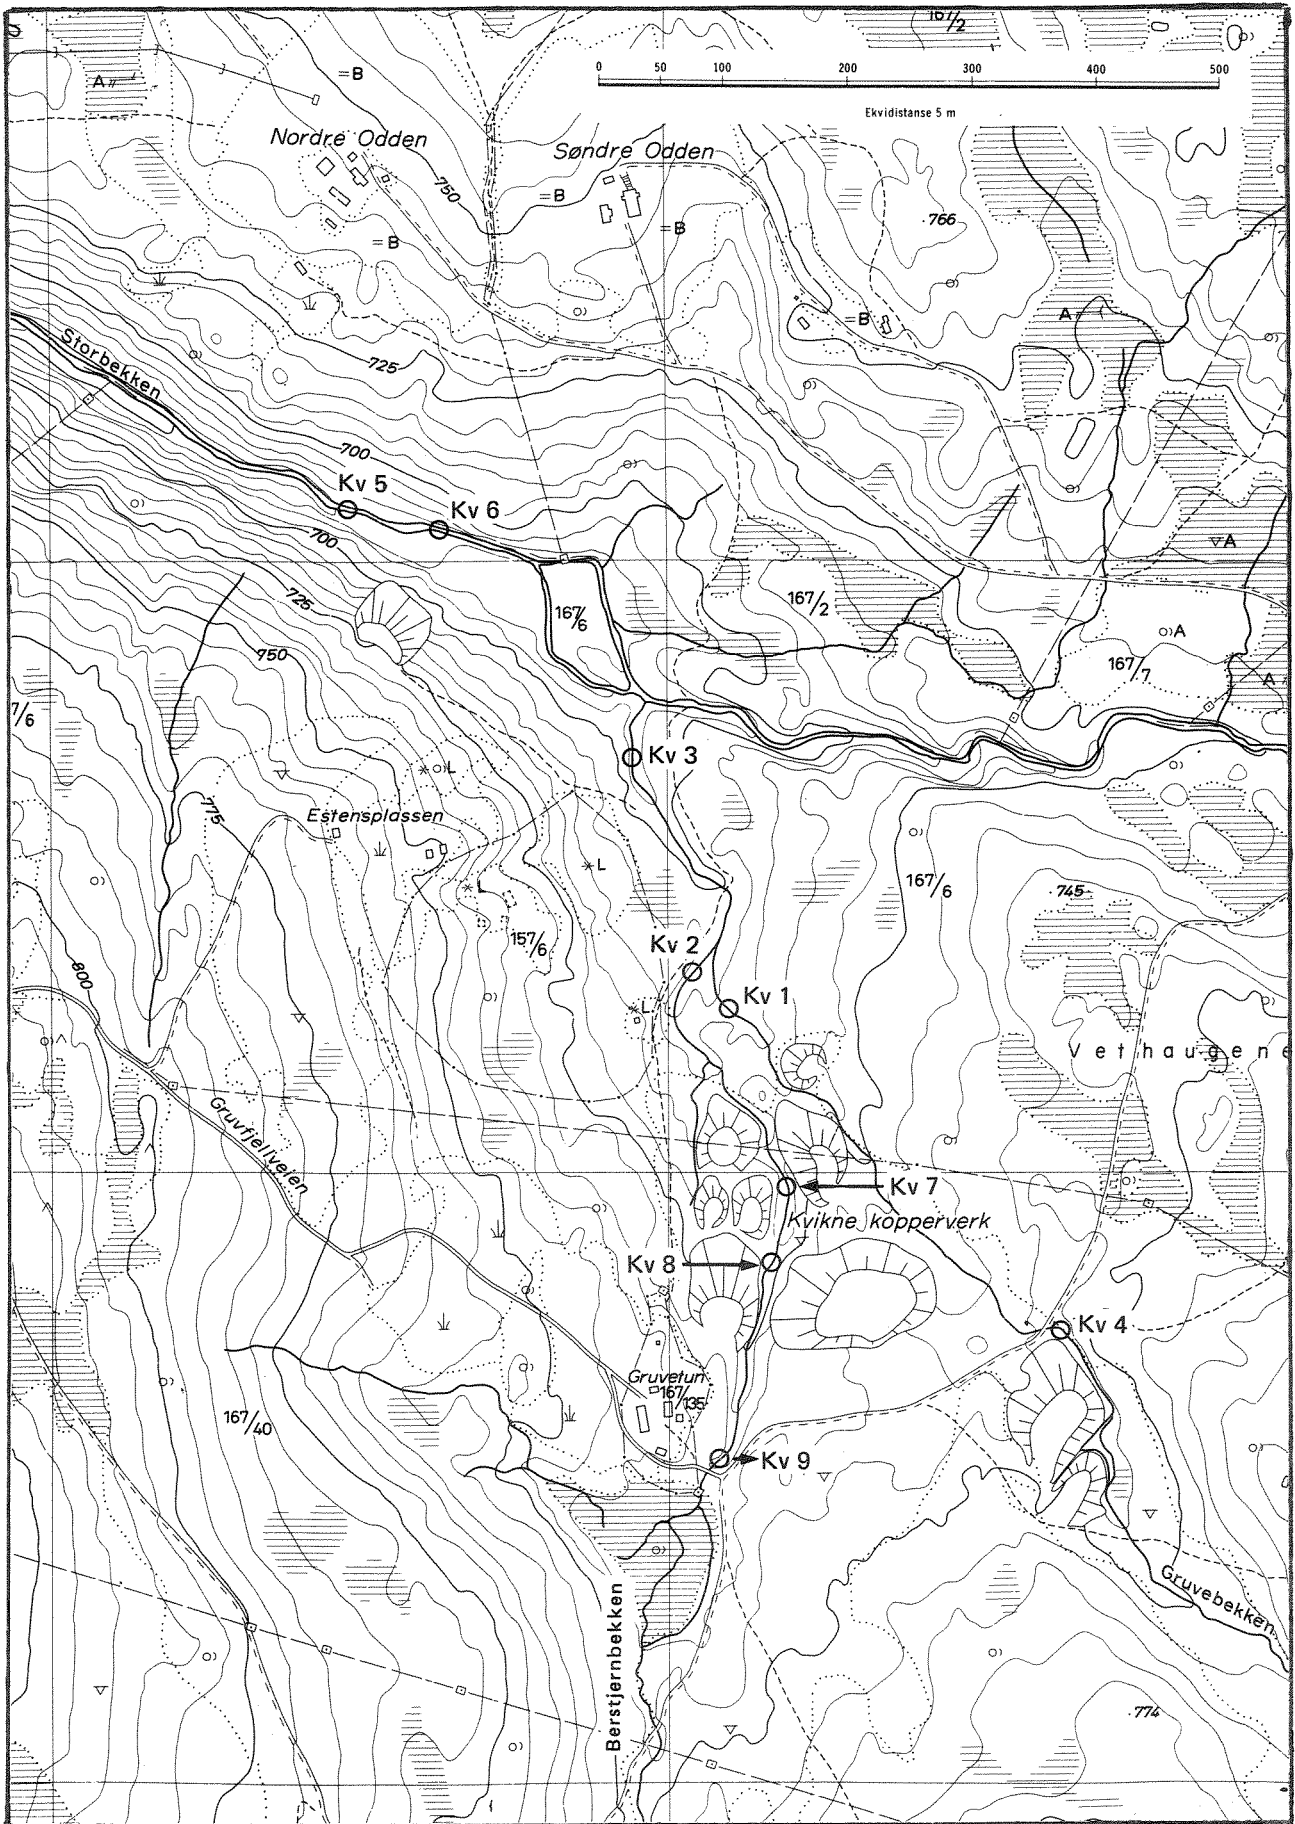 167/2
0 50 100 200 300 400 500
Ekvidistanse 5 m
A
=B
Nordre Odden
Søndre Odden
750
=B
=B
=B
766
=B
A
Storbekken
725
700
Kv 5
Kv 6
700
725
A
167/6
167/2
A
750
167/7
A
7/6
Kv 3
L
775
Estensplassen
L
L
167/6
745
157/6
Kv 2
800
Kv 1
L
Vethaugene
Gruvfjellveien
Kv 7
Kvikne kopperverk
Kv 8
Kv 4
Gruvetun
167/135
167/40
Kv 9
Gruvebekken
Berstjernbekken
774